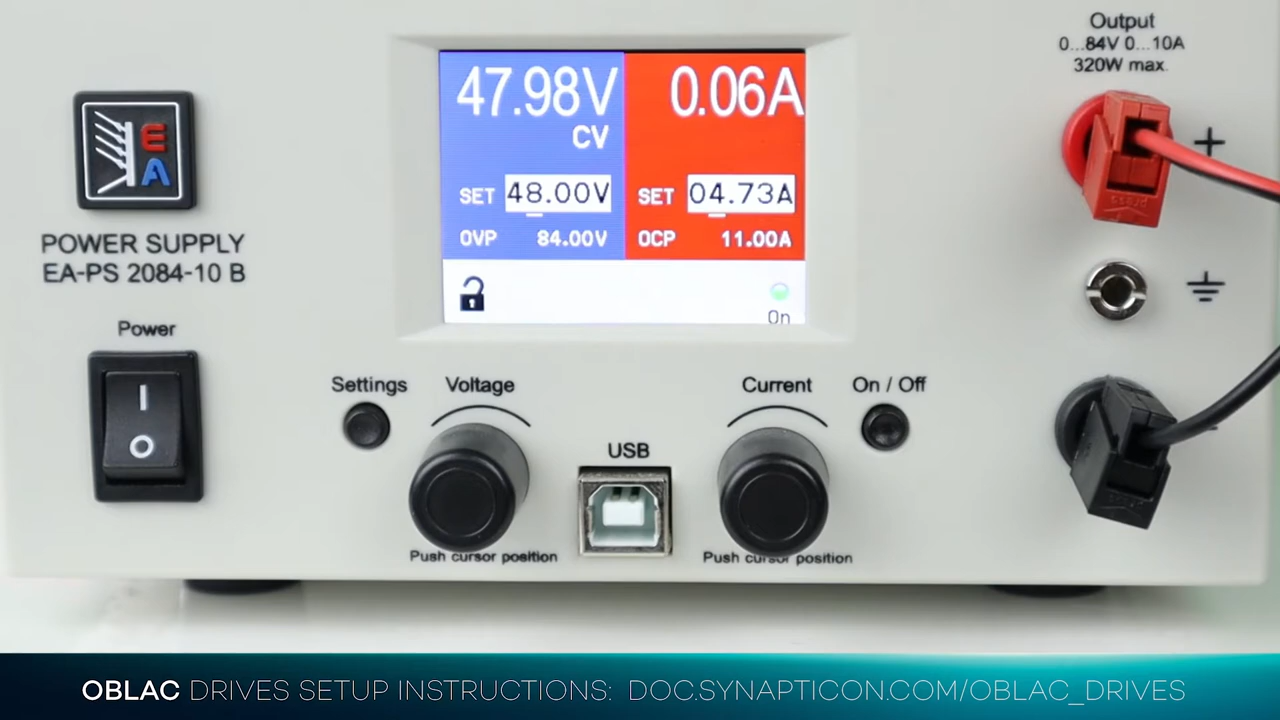 E
A
POWER SUPPLY
EA-PS 2084-10 B
Power
I
O
47.98V
CV
SET 48.00V
OVP 84.00V
0.06A
SET 04.73A
OCP 11.00A
On
Settings
Voltage
Push cursor position
USB
Current
Push cursor position
On / Off
Output
0...84V 0...10A
320W max.
+
OBLAC DRIVES SETUP INSTRUCTIONS: DOC.SYNAPTICON.COM/OBLAC_DRIVES